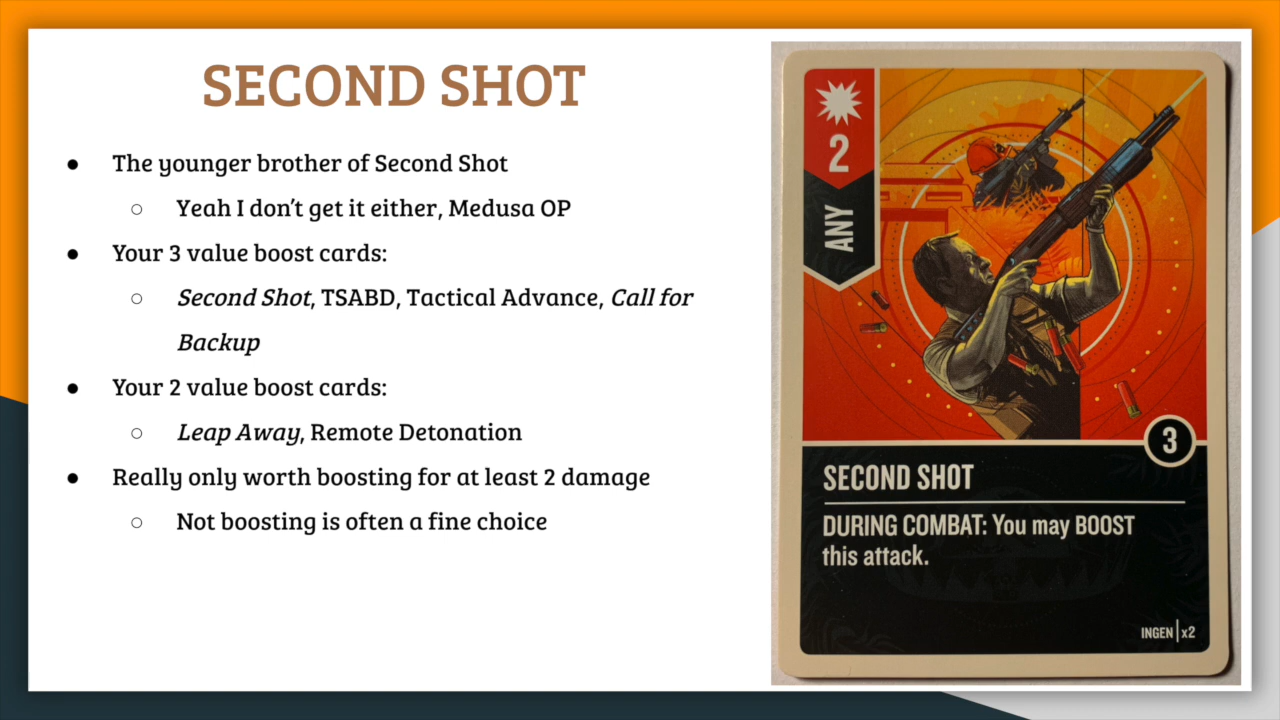 SECOND SHOT
● The younger brother of Second Shot
○ Yeah I don't get it either, Medusa OP
● Your 3 value boost cards:
○ Second Shot, TSABD, Tactical Advance, Call for
Backup
● Your 2 value boost cards:
○ Leap Away, Remote Detonation
● Really only worth boosting for at least 2 damage
○ Not boosting is often a fine choice
2
ANY
3
SECOND SHOT
DURING COMBAT: You may BOOST
this attack.
INGEN | x2